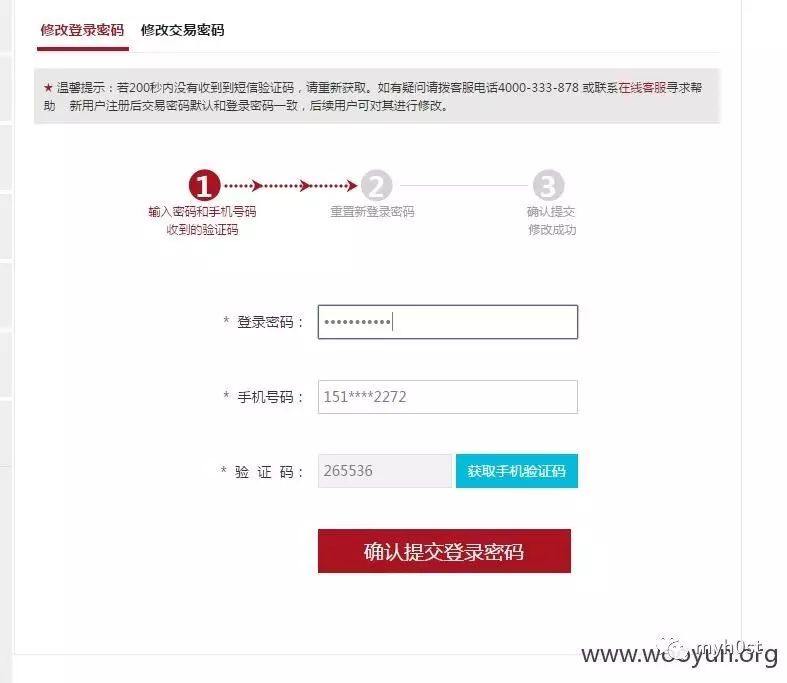 修改登录密码 修改交易密码
★ 温馨提示：若200秒内没有收到到短信验证码，请重新获取。如有疑问请拨客服电话4000-333-878 或联系在线客服寻求帮
助 新用户注册后交易密码默认和登录密码一致，后续用户可对其进行修改。
1 2 3
输入密码和手机号码 重置新登录密码 确认提交
收到的验证码 修改成功
* 登录密码： •••••••••••
* 手机号码： 151****2272
* 验 证 码： 265536 获取手机验证码
确认提交登录密码
myh0st
www.wooyun.org